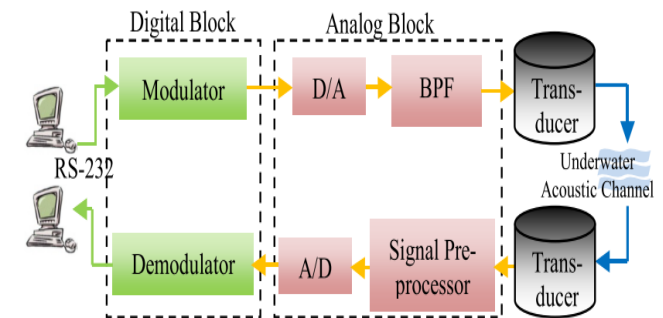 Digital Block
Analog Block
Modulator
D/A
BPF
Trans-
ducer
RS-232
Underwater
Acoustic Channel
Demodulator
A/D
Signal Pre-
processor
Trans-
ducer